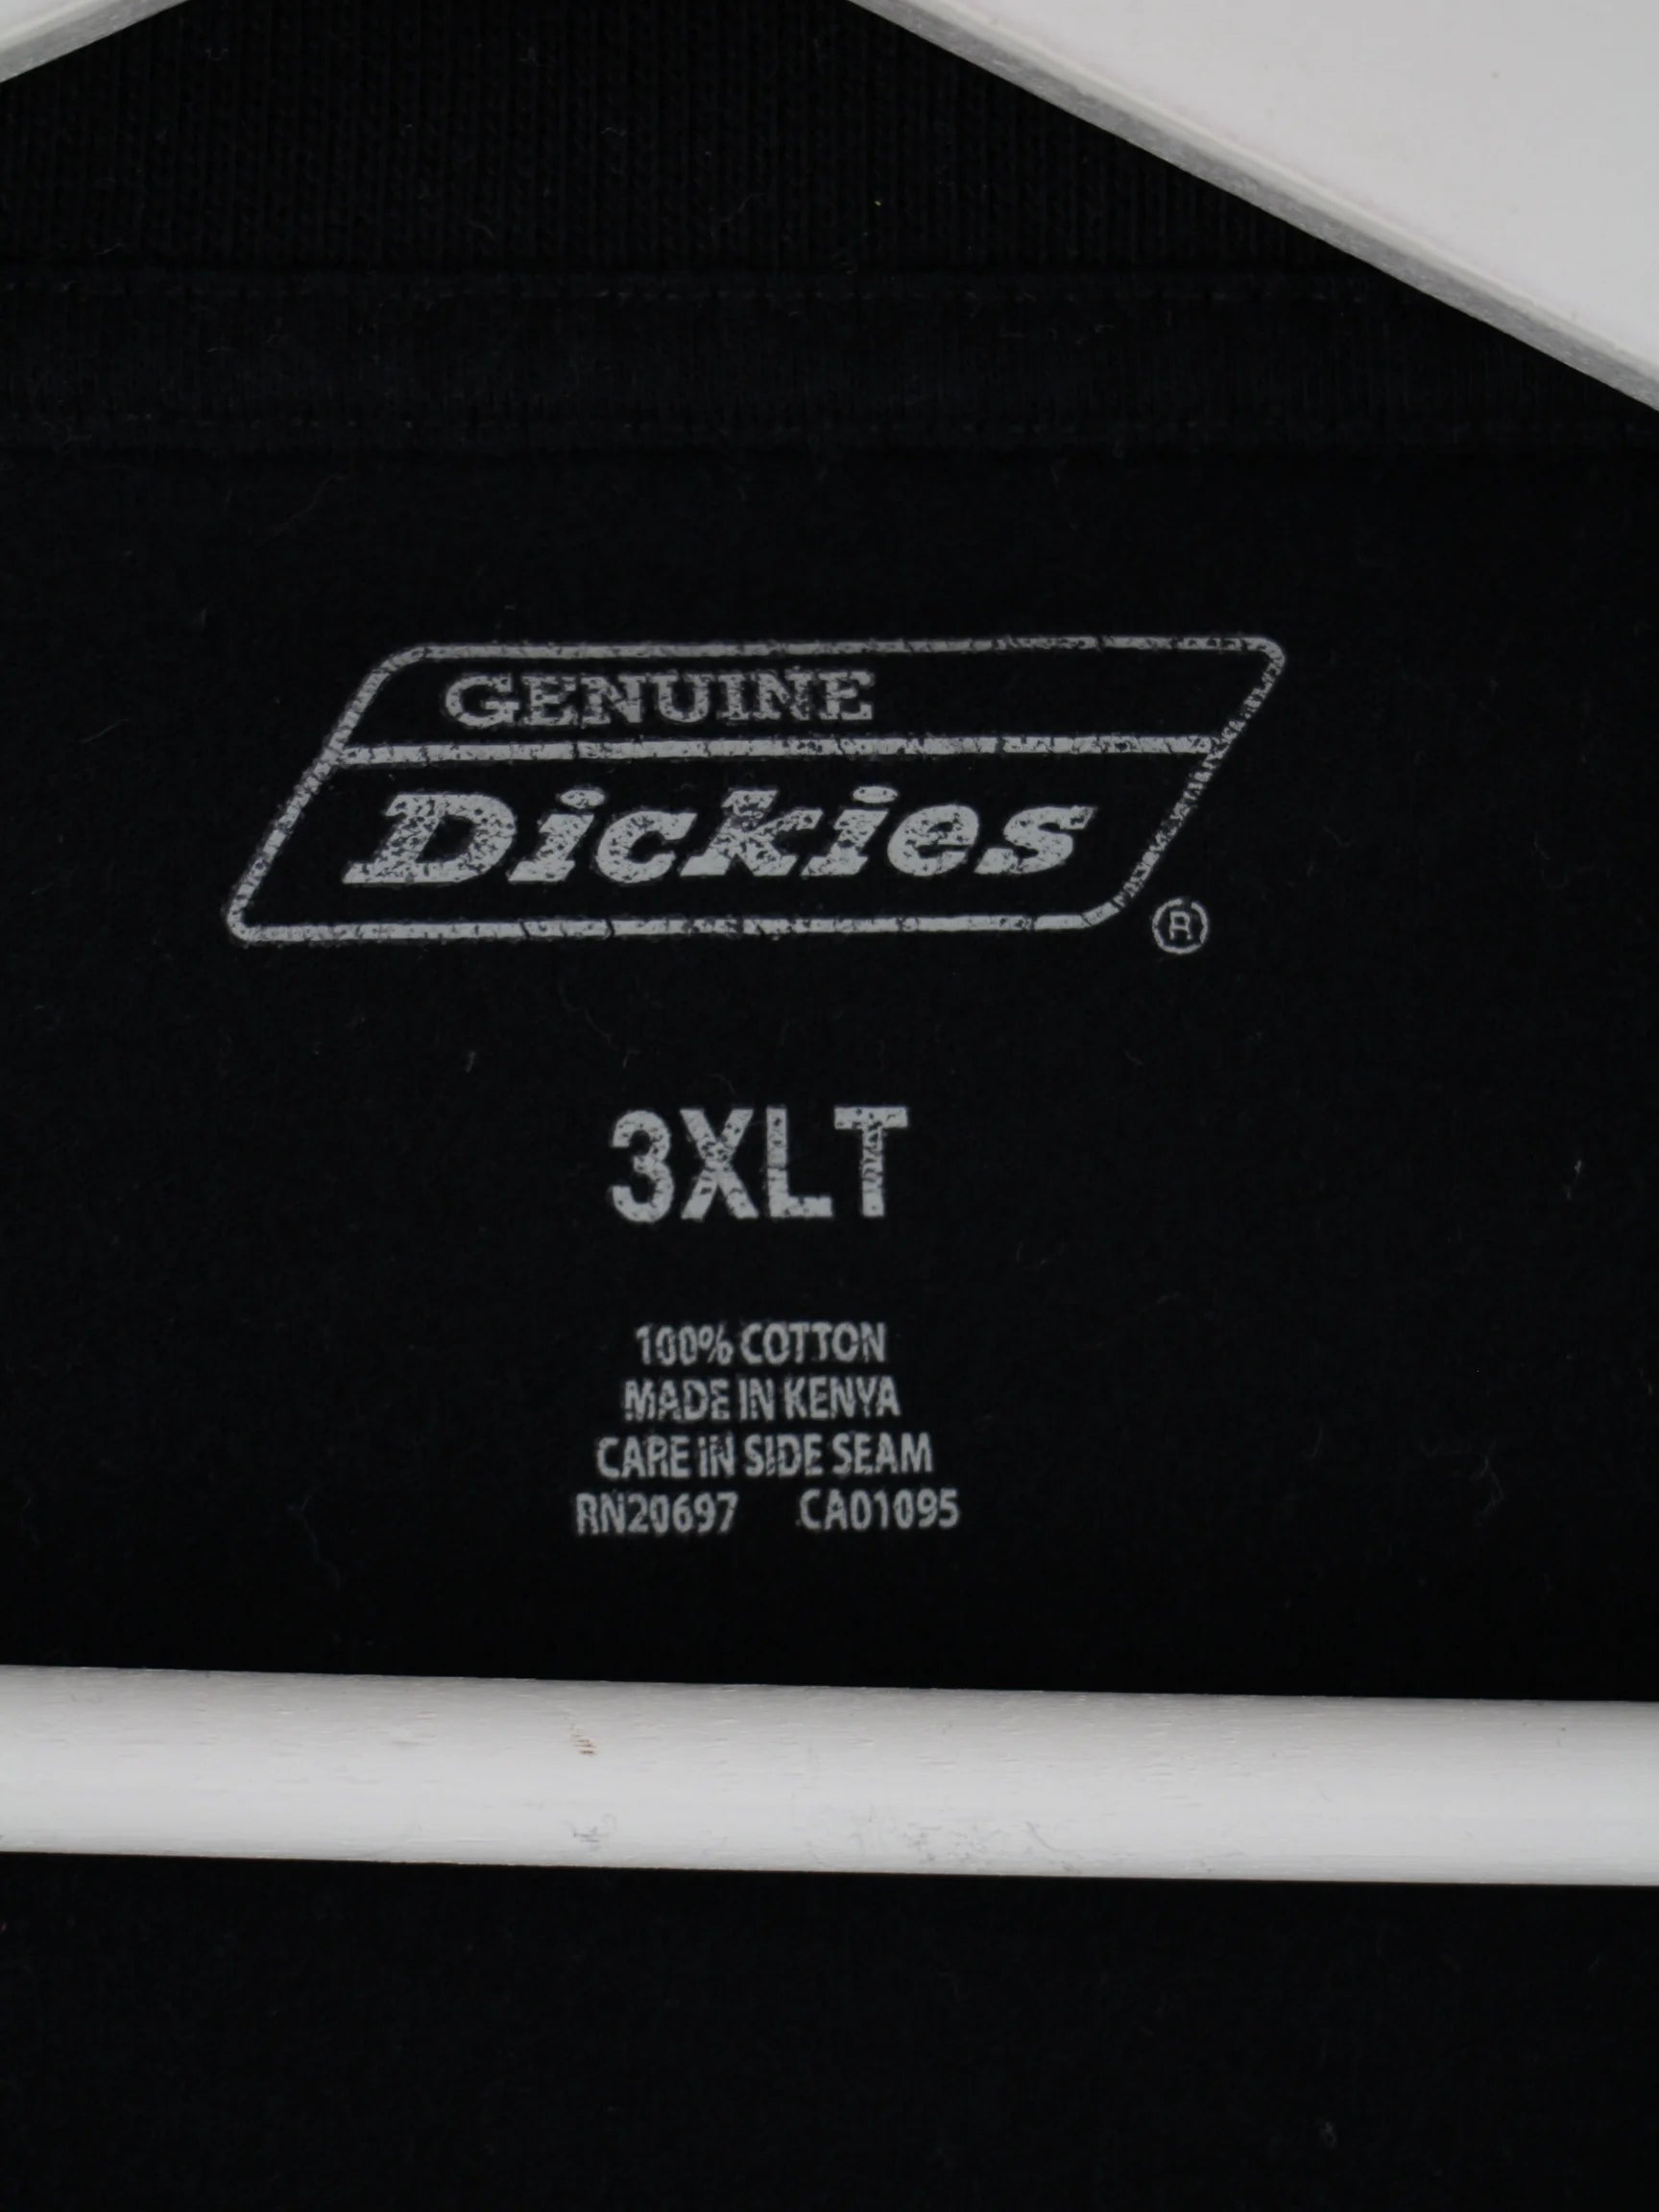 GENUINE
Dickies
®
3XLT
100% COTTON
MADE IN KENYA
CARE IN SIDE SEAM
RN20697 CA01095